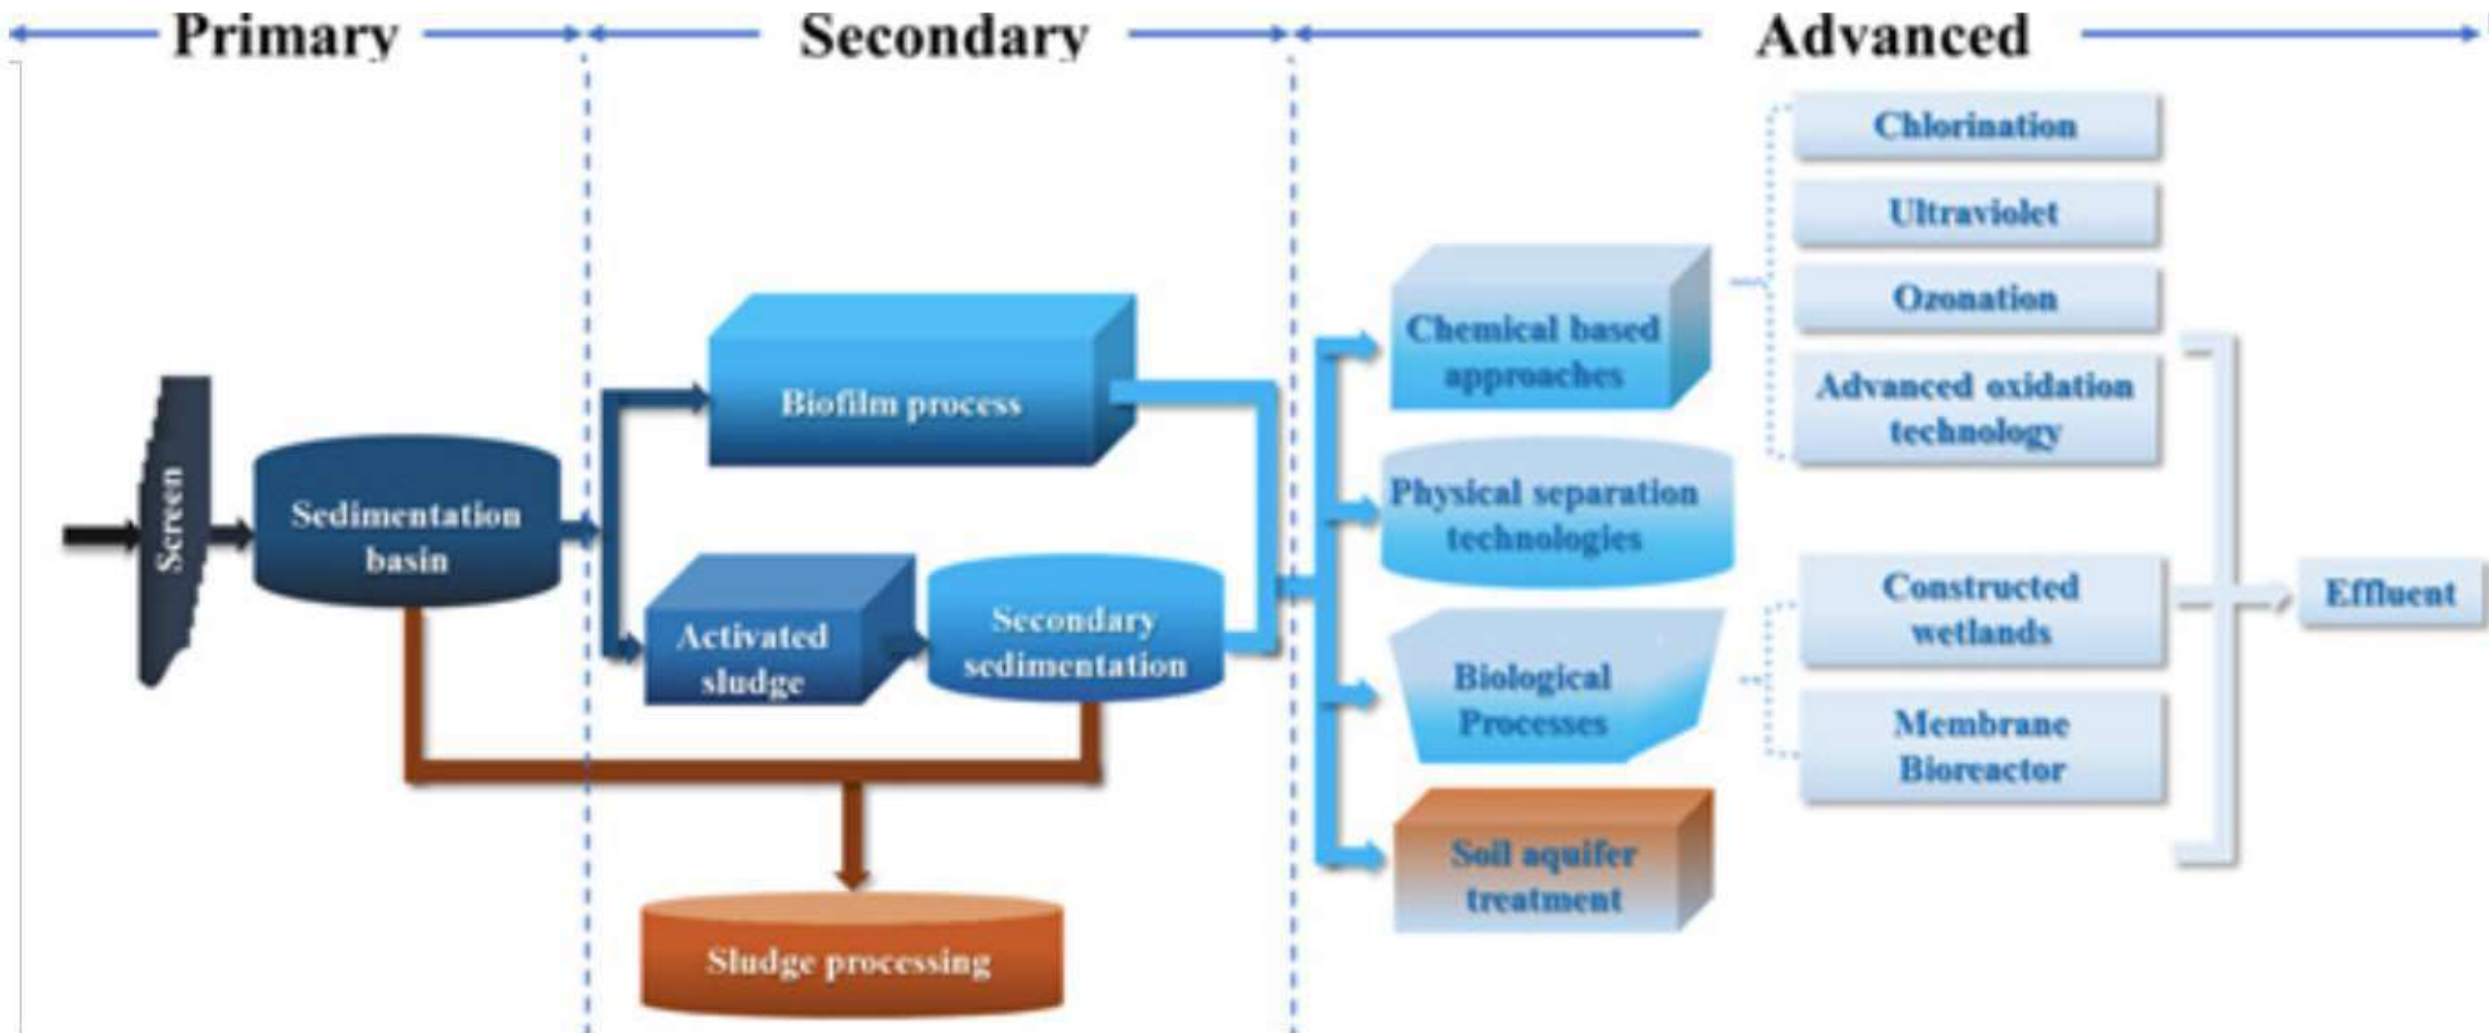 Primary
Secondary
Advanced
Screen
Sedimentation
basin
Biofilm process
Activated
sludge
Secondary
sedimentation
Sludge processing
Chemical based
approaches
Physical separation
technologies
Biological
Processes
Soil aquifer
treatment
Chlorination
Ultraviolet
Ozonation
Advanced oxidation
technology
Constructed
wetlands
Membrane
Bioreactor
Effluent